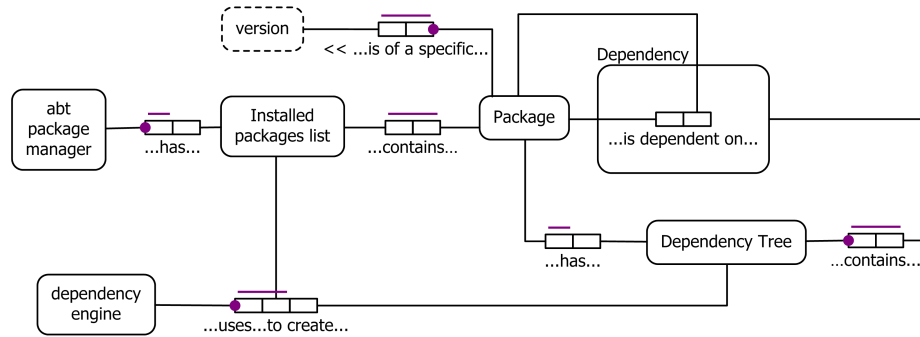 version
<< ...is of a specific...
Dependency
abt
package
manager
...has...
Installed
packages list
...contains...
Package
...is dependent on...
...has...
Dependency Tree
...contains...
dependency
engine
...uses...to create...